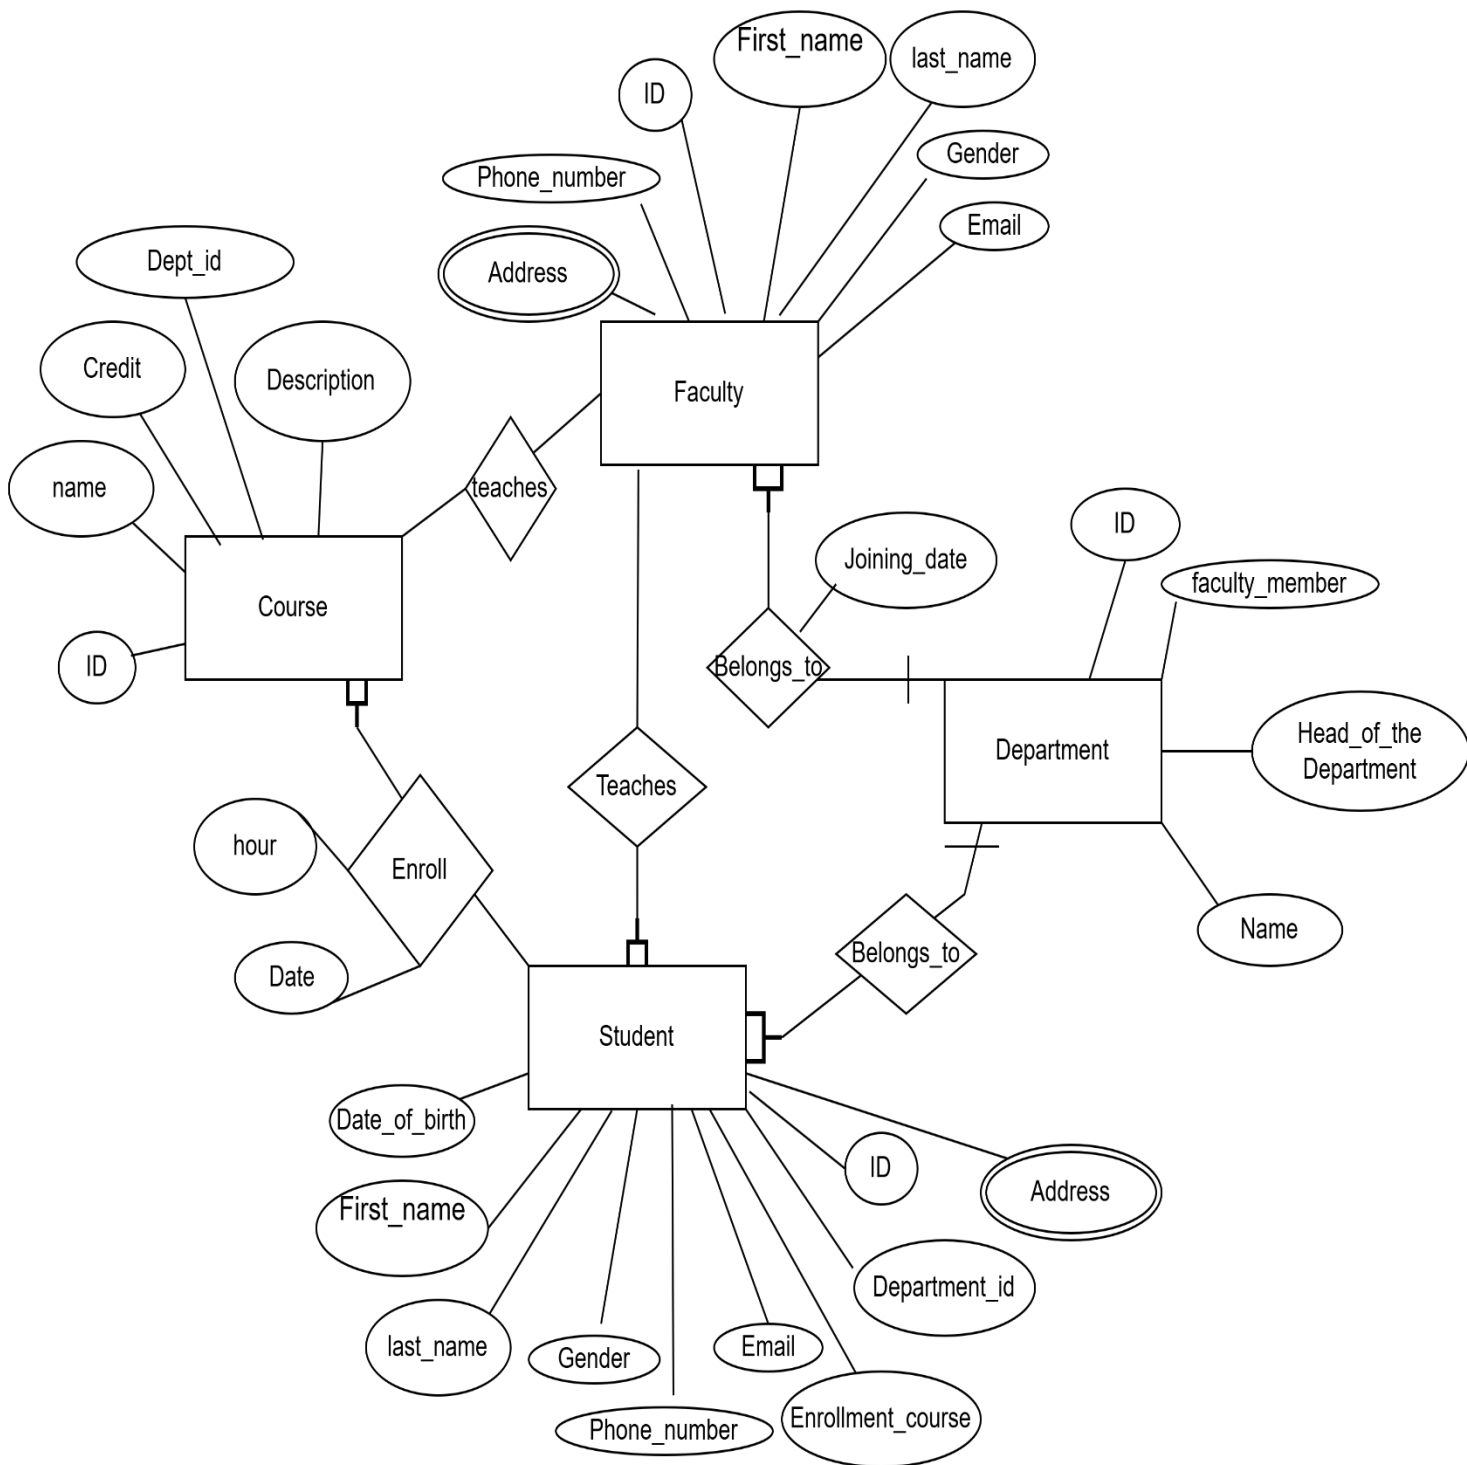 First_name
last_name
ID
Gender
Phone_number
Email
Dept_id
Address
Credit
Description
Faculty
name
teaches
ID
Joining_date
faculty_member
Course
ID
Belongs_to
Head_of_the
Department
Department
Teaches
hour
Enroll
Name
Belongs_to
Date
Student
Date_of_birth
ID
Address
First_name
Department_id
last_name
Gender
Email
Enrollment_course
Phone_number